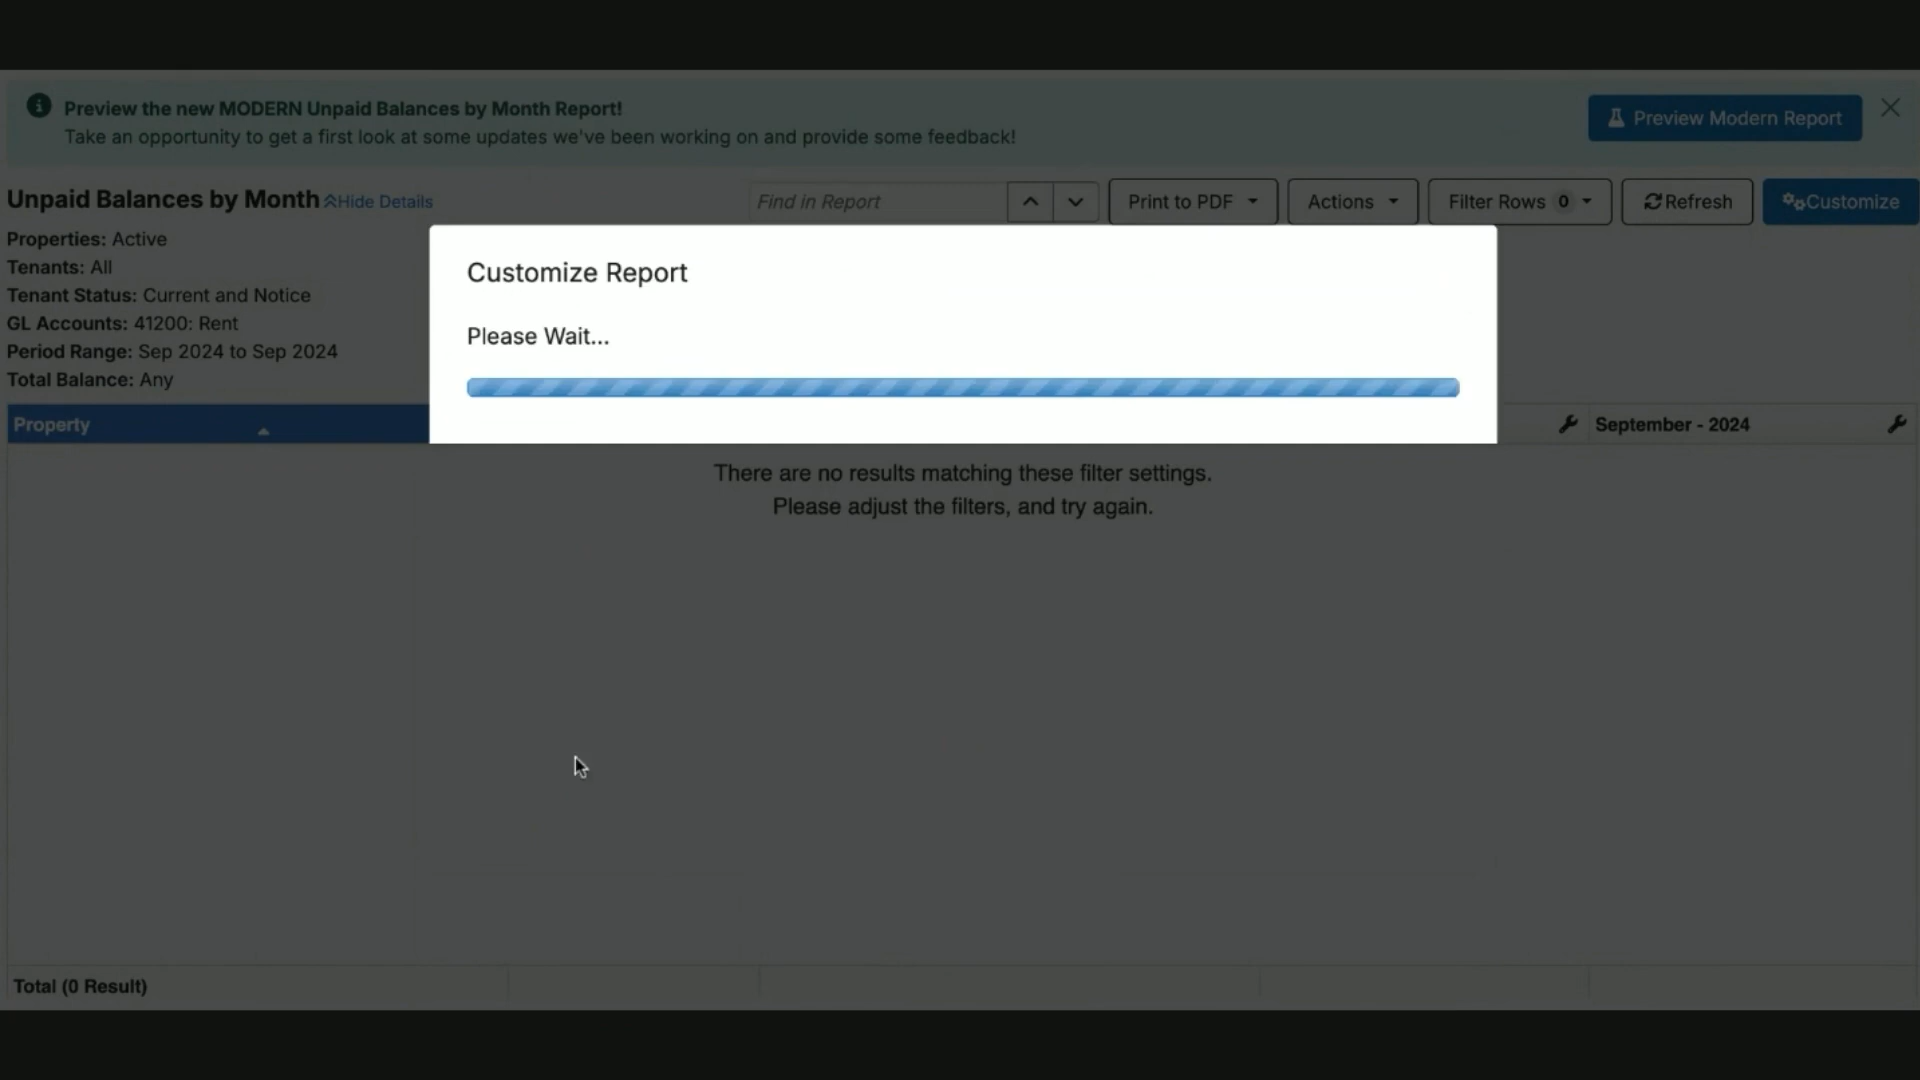 Preview the new MODERN Unpaid Balances by Month Report!
Take an opportunity to get a first look at some updates we've been working on and provide some feedback!
Preview Modern Report
Unpaid Balances by Month
Hide Details
Find in Report
Print to PDF
Actions
Filter Rows 0
Refresh
Customize
Properties: Active
Tenants: All
Tenant Status: Current and Notice
GL Accounts: 41200: Rent
Period Range: Sep 2024 to Sep 2024
Total Balance: Any
Customize Report
Please Wait...
Property
September - 2024
There are no results matching these filter settings.
Please adjust the filters, and try again.
Total (0 Result)